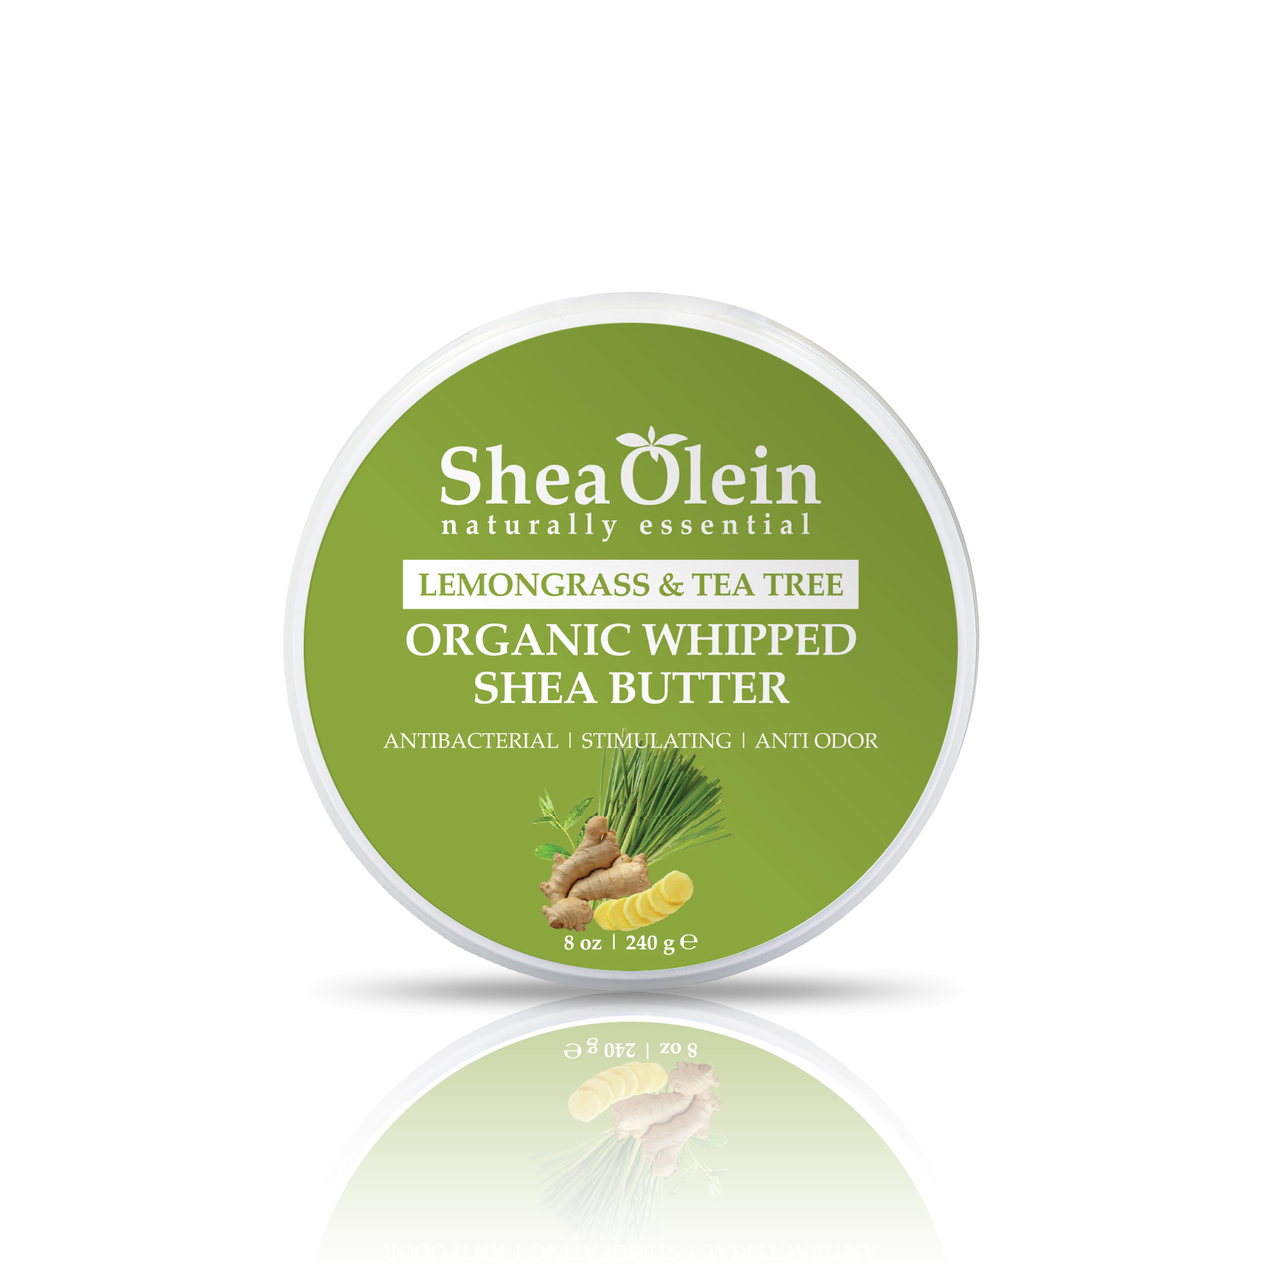 SheaOlein
naturally essential
LEMONGRASS & TEA TREE
ORGANIC WHIPPED
SHEA BUTTER
ANTIBACTERIAL | STIMULATING | ANTI ODOR
8 oz | 240 g ℮